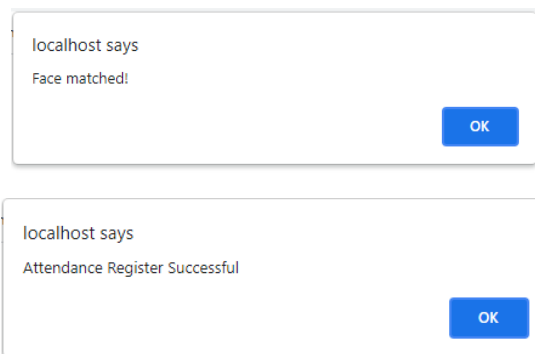 localhost says
Face matched!
OK
localhost says
Attendance Register Successful
OK